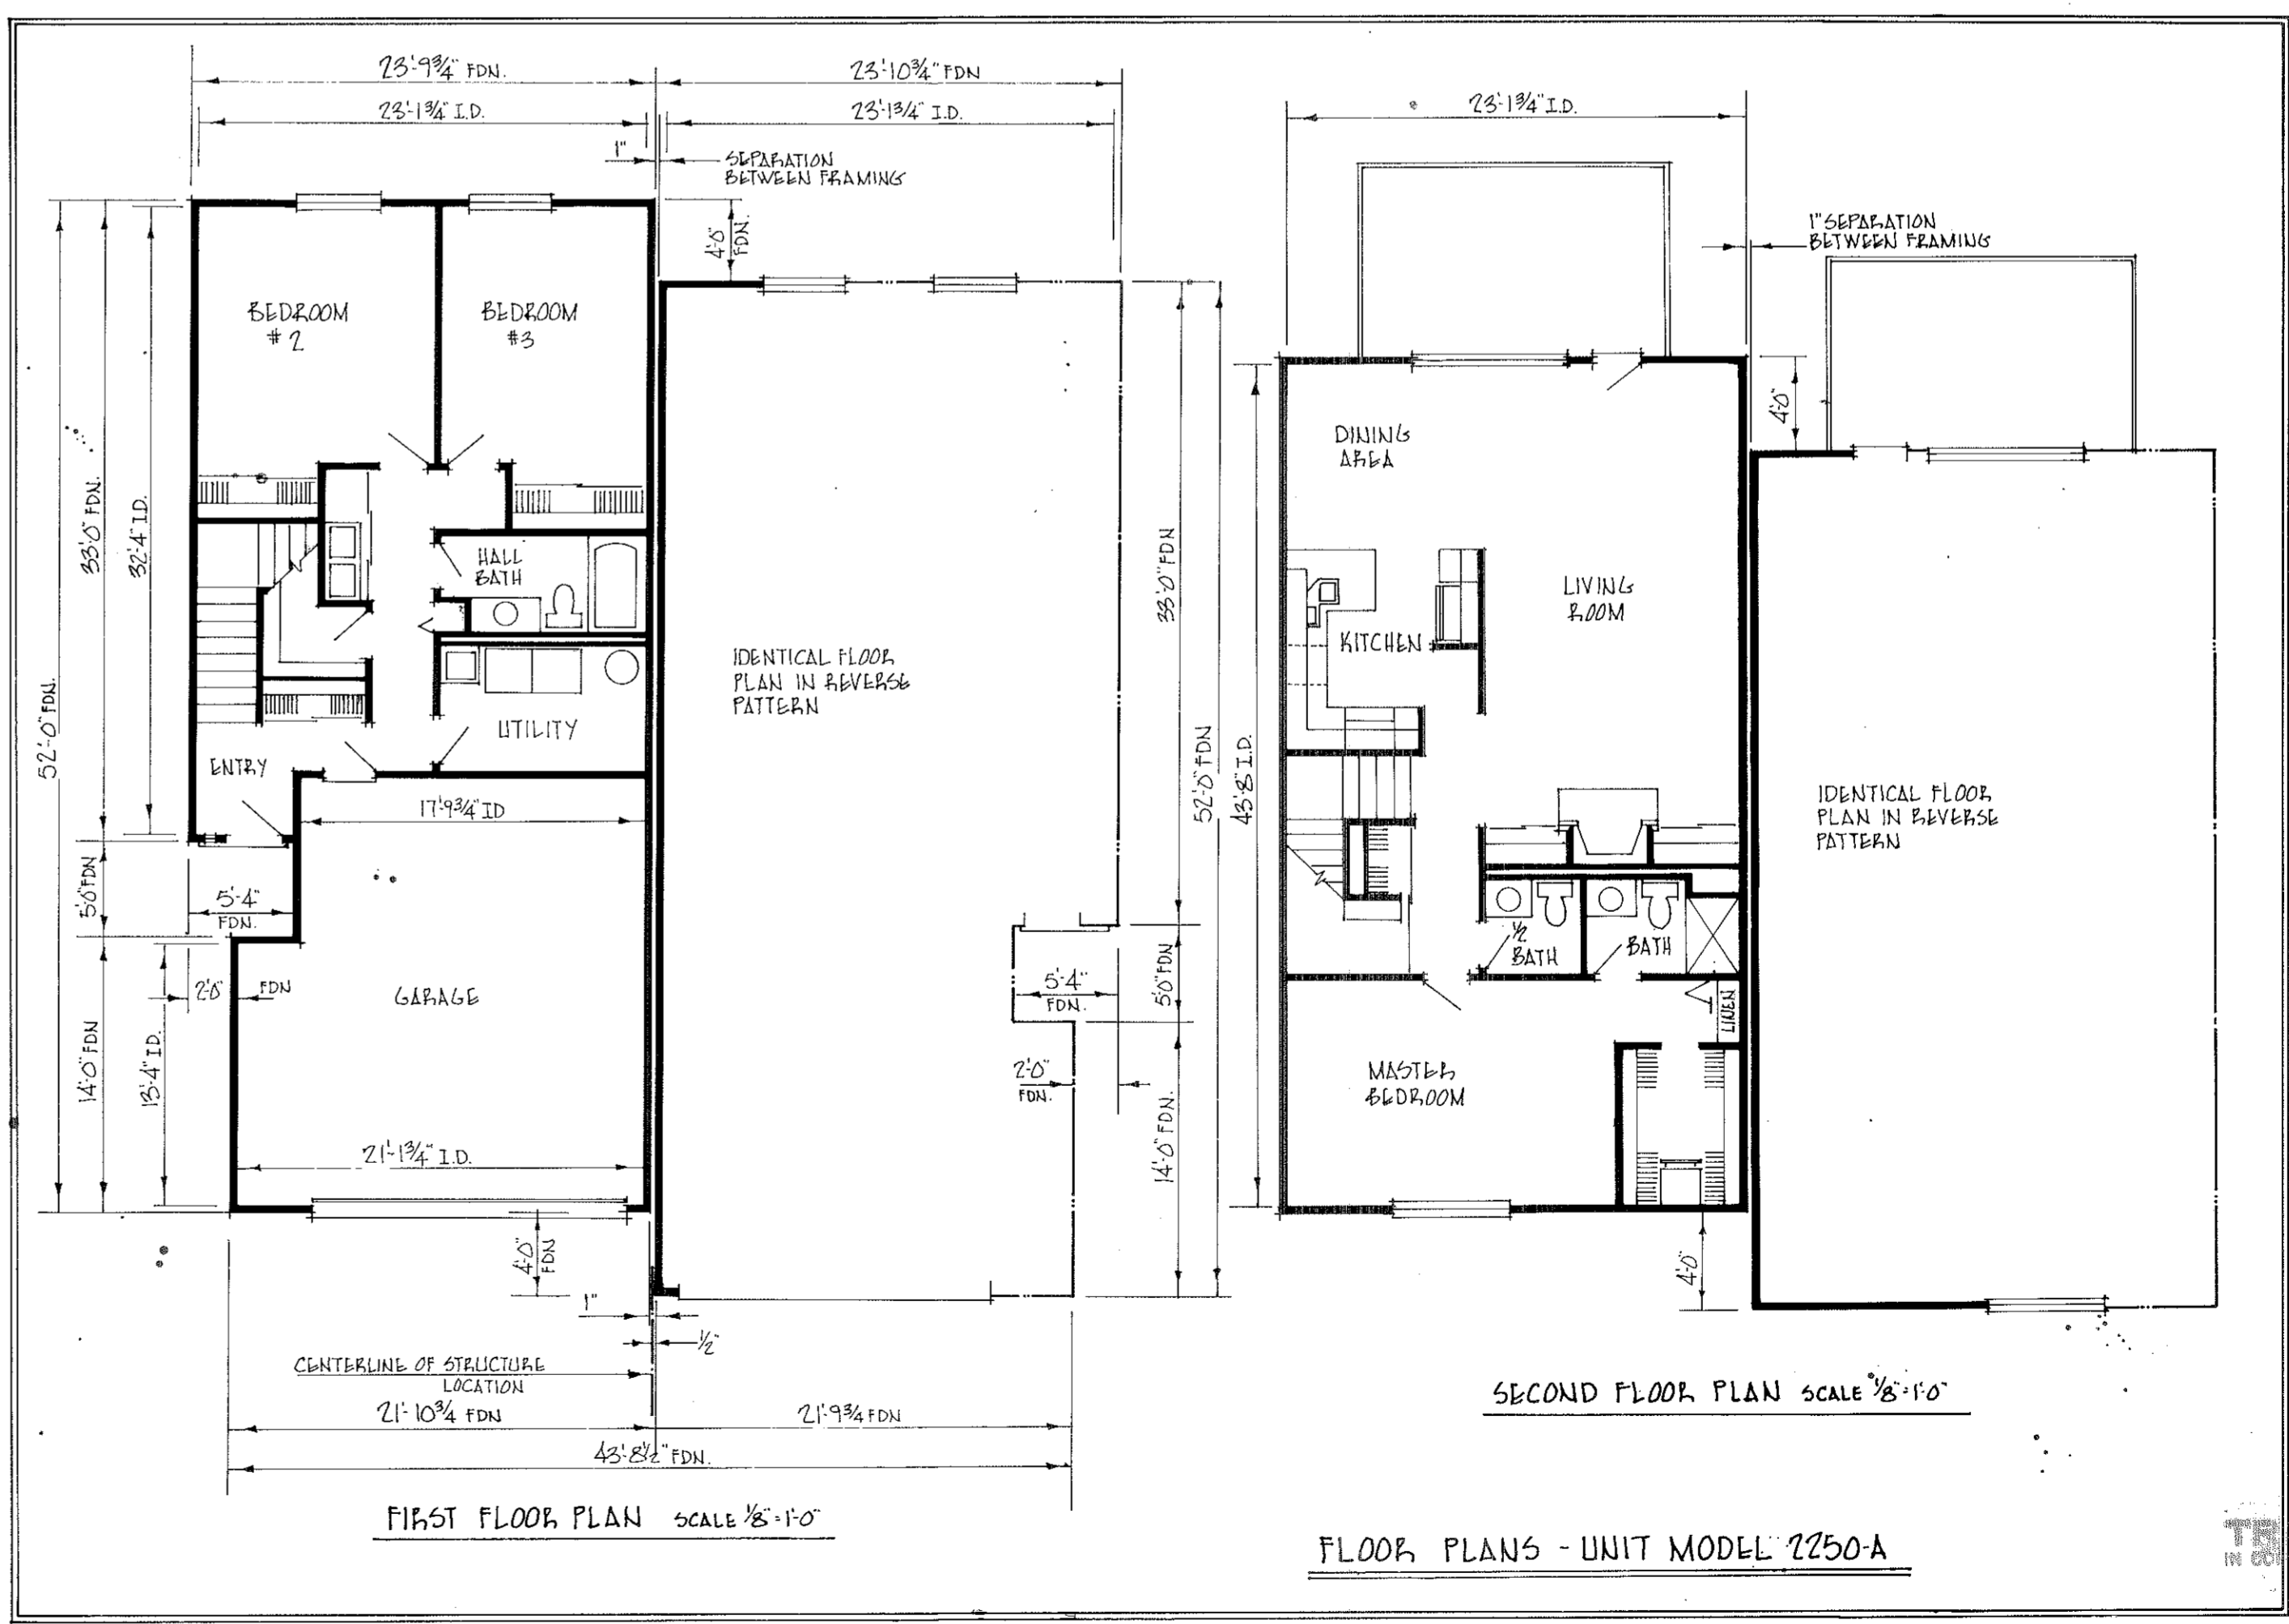 23'-9¾" FDN.
23'-10¾" FDN
23'-1¾" I.D.
23'-1¾" I.D.
1"
SEPARATION
BETWEEN FRAMING
4'-0"
FDN.
BEDROOM
# 2
BEDROOM
#3
52'-0" FDN.
33'-0" FDN.
32'-4" I.D.
HALL
BATH
UTILITY
ENTRY
17'-9¾" ID
5'-0" FDN
5'-4"
FDN.
2'-0"
FDN
GARAGE
14'-0" FDN
13'-4" I.D.
21'-1¾" I.D.
4'-0"
FDN
1"
½"
CENTERLINE OF STRUCTURE
LOCATION
21'-10¾ FDN
21'-9¾ FDN
43'-8½" FDN.
IDENTICAL FLOOR
PLAN IN REVERSE
PATTERN
33'-0" FDN
52'-0" FDN
5'-4"
FDN.
5'-0" FDN
2'-0"
FDN.
14'-0" FDN.
FIRST FLOOR PLAN SCALE ⅛"=1'-0"
23'-1¾" I.D.
1" SEPARATION
BETWEEN FRAMING
4'-0"
DINING
AREA
LIVING
ROOM
KITCHEN
43'-8" I.D.
½
BATH
BATH
LINEN
MASTER
BEDROOM
4'-0"
IDENTICAL FLOOR
PLAN IN REVERSE
PATTERN
SECOND FLOOR PLAN SCALE ⅛"=1'-0"
FLOOR PLANS - UNIT MODEL 2250-A
IN